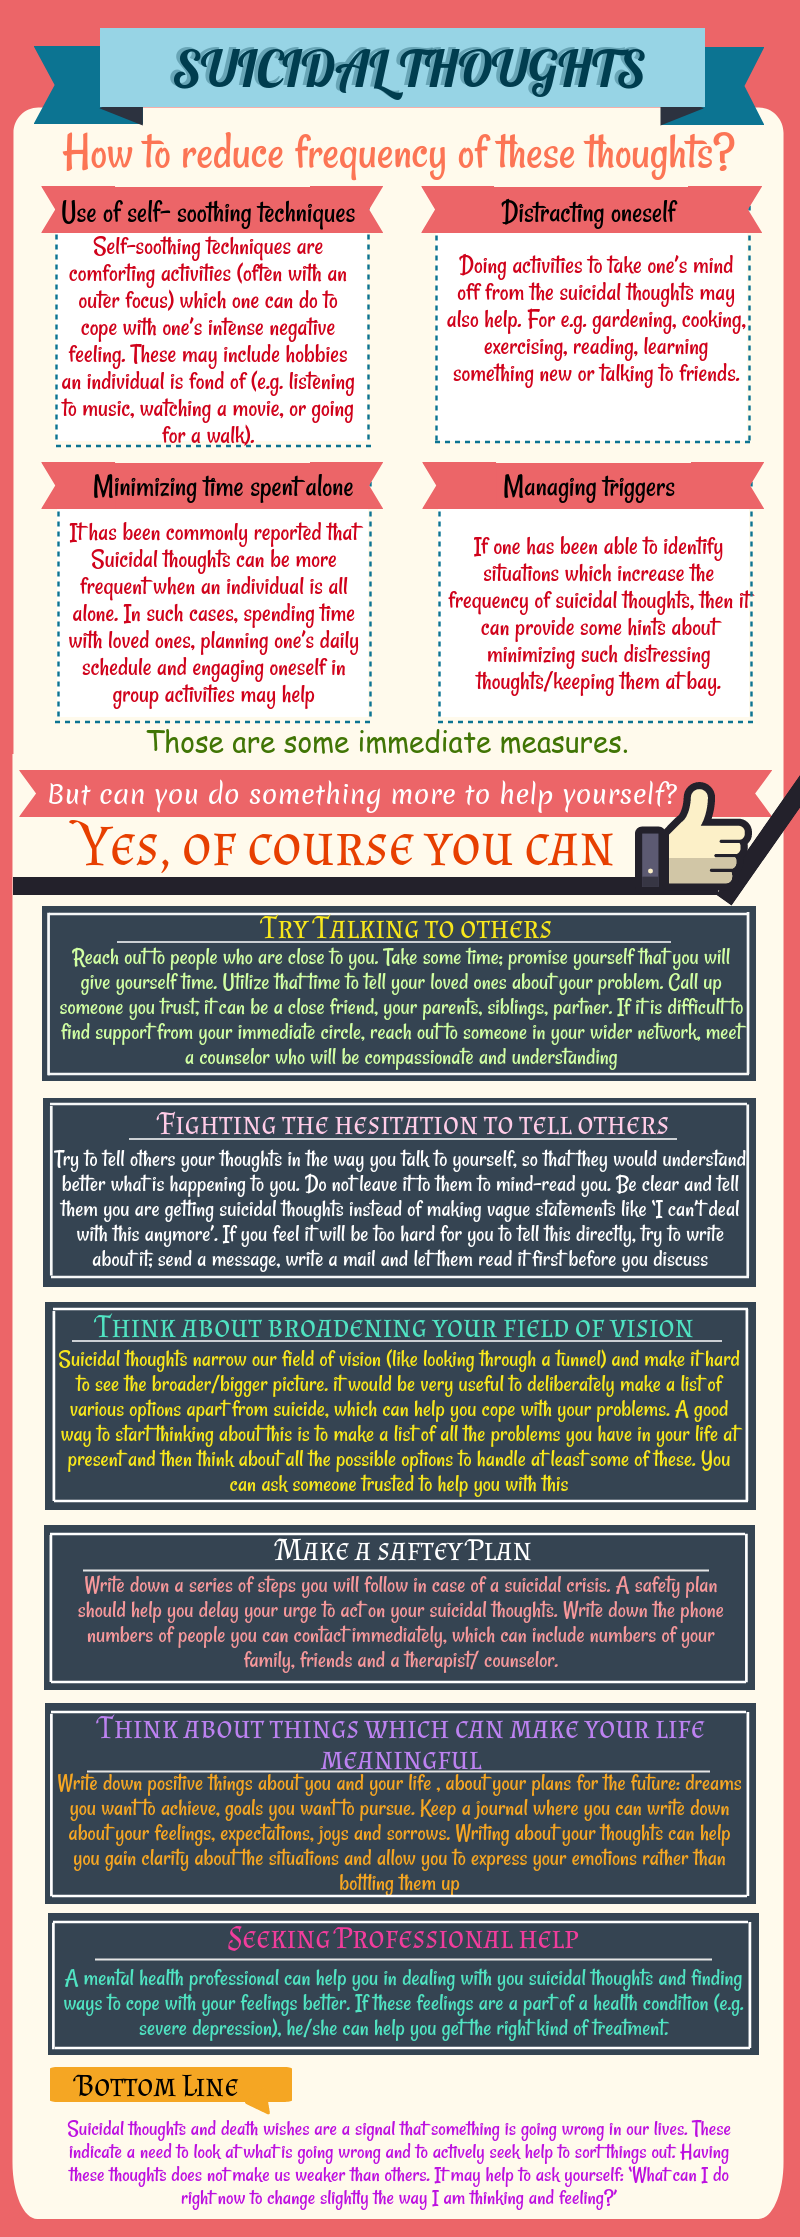 SUICIDAL THOUGHTS
How to reduce frequency of these thoughts?
Use of self- soothing techniques
Self-soothing techniques are
comforting activities (often with an
outer focus) which one can do to
cope with one's intense negative
feeling. These may include hobbies
an individual is fond of (e.g. listening
to music, watching a movie, or going
for a walk).
Distracting oneself
Doing activities to take one's mind
off from the suicidal thoughts may
also help. For e.g. gardening, cooking,
exercising, reading, learning
something new or talking to friends.
Minimizing time spent alone
It has been commonly reported that
Suicidal thoughts can be more
frequent when an individual is all
alone. In such cases, spending time
with loved ones, planning one's daily
schedule and engaging oneself in
group activities may help
Managing triggers
If one has been able to identify
situations which increase the
frequency of suicidal thoughts, then it
can provide some hints about
minimizing such distressing
thoughts/keeping them at bay.
Those are some immediate measures.
But can you do something more to help yourself?
YES, OF COURSE YOU CAN
TRY TALKING TO OTHERS
Reach out to people who are close to you. Take some time; promise yourself that you will
give yourself time. Utilize that time to tell your loved ones about your problem. Call up
someone you trust, it can be a close friend, your parents, siblings, partner. If it is difficult to
find support from your immediate circle, reach out to someone in your wider network, meet
a counselor who will be compassionate and understanding
FIGHTING THE HESITATION TO TELL OTHERS
Try to tell others your thoughts in the way you talk to yourself, so that they would understand
better what is happening to you. Do not leave it to them to mind-read you. Be clear and tell
them you are getting suicidal thoughts instead of making vague statements like 'I can't deal
with this anymore'. If you feel it will be too hard for you to tell this directly, try to write
about it; send a message, write a mail and let them read it first before you discuss
THINK ABOUT BROADENING YOUR FIELD OF VISION
Suicidal thoughts narrow our field of vision (like looking through a tunnel) and make it hard
to see the broader/bigger picture. it would be very useful to deliberately make a list of
various options apart from suicide, which can help you cope with your problems. A good
way to start thinking about this is to make a list of all the problems you have in your life at
present and then think about all the possible options to handle at least some of these. You
can ask someone trusted to help you with this
MAKE A SAFTEY PLAN
Write down a series of steps you will follow in case of a suicidal crisis. A safety plan
should help you delay your urge to act on your suicidal thoughts. Write down the phone
numbers of people you can contact immediately, which can include numbers of your
family, friends and a therapist/ counselor.
THINK ABOUT THINGS WHICH CAN MAKE YOUR LIFE
MEANINGFUL
Write down positive things about you and your life , about your plans for the future: dreams
you want to achieve, goals you want to pursue. Keep a journal where you can write down
about your feelings, expectations, joys and sorrows. Writing about your thoughts can help
you gain clarity about the situations and allow you to express your emotions rather than
bottling them up
SEEKING PROFESSIONAL HELP
A mental health professional can help you in dealing with you suicidal thoughts and finding
ways to cope with your feelings better. If these feelings are a part of a health condition (e.g.
severe depression), he/she can help you get the right kind of treatment.
BOTTOM LINE
Suicidal thoughts and death wishes are a signal that something is going wrong in our lives. These
indicate a need to look at what is going wrong and to actively seek help to sort things out. Having
these thoughts does not make us weaker than others. It may help to ask yourself: 'What can I do
right now to change slightly the way I am thinking and feeling?'